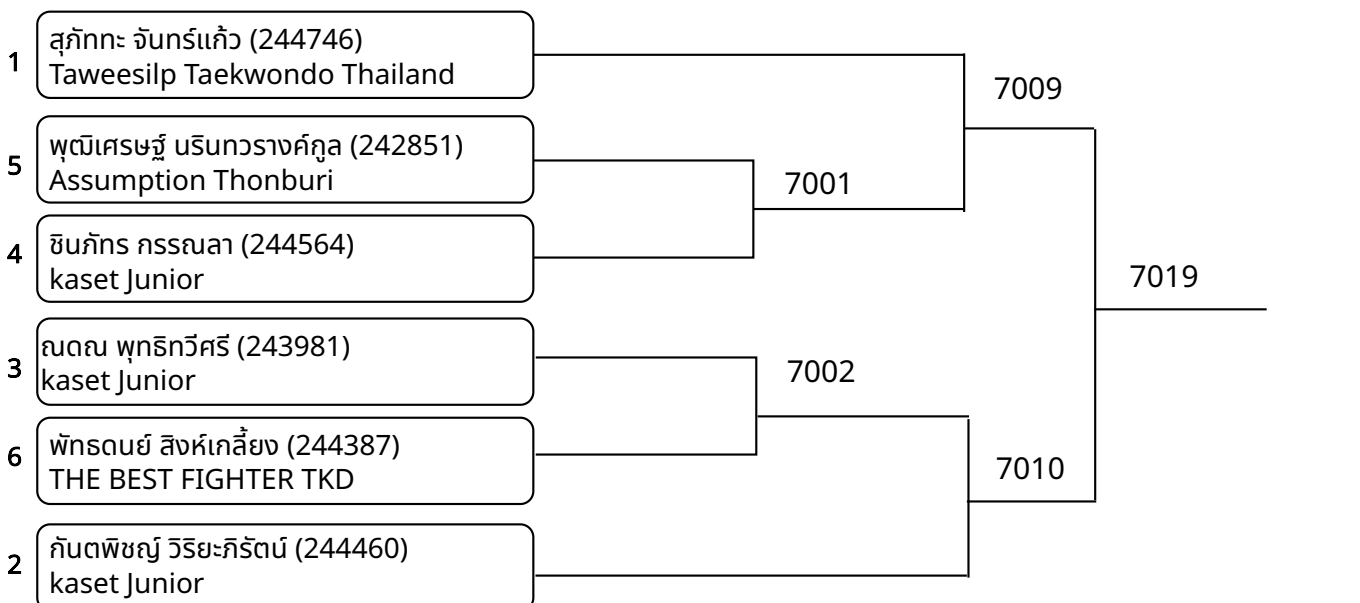 1
สุภัททะ จันทร์แก้ว (244746)
Taweesilp Taekwondo Thailand
7009
5
พุฒิเศรษฐ์ นรินทวรางค์กูล (242851)
Assumption Thonburi
7001
4
ชินภัทร กรรณลา (244564)
kaset Junior
7019
3
ณดณ พุทธิทวีศรี (243981)
kaset Junior
7002
6
พัทธดนย์ สิงห์เกลี้ยง (244387)
THE BEST FIGHTER TKD
7010
2
กันตพิชญ์ วิริยะภิรัตน์ (244460)
kaset Junior